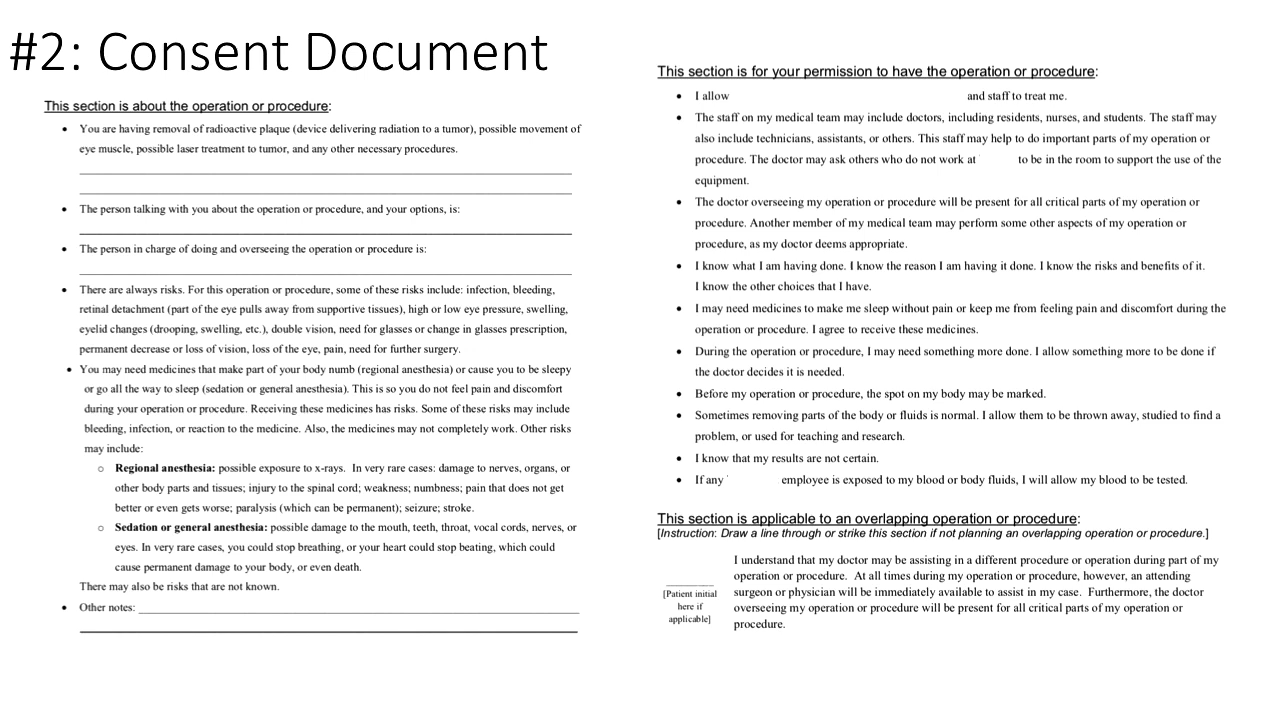 #2: Consent Document
This section is about the operation or procedure:
• You are having removal of radioactive plaque (device delivering radiation to a tumor), possible movement of
eye muscle, possible laser treatment to tumor, and any other necessary procedures.
• The person talking with you about the operation or procedure, and your options, is:
• The person in charge of doing and overseeing the operation or procedure is:
• There are always risks. For this operation or procedure, some of these risks include: infection, bleeding,
retinal detachment (part of the eye pulls away from supportive tissues), high or low eye pressure, swelling,
eyelid changes (drooping, swelling, etc.), double vision, need for glasses or change in glasses prescription,
permanent decrease or loss of vision, loss of the eye, pain, need for further surgery.
• You may need medicines that make part of your body numb (regional anesthesia) or cause you to be sleepy
or go all the way to sleep (sedation or general anesthesia). This is so you do not feel pain and discomfort
during your operation or procedure. Receiving these medicines has risks. Some of these risks may include
bleeding, infection, or reaction to the medicine. Also, the medicines may not completely work. Other risks
may include:
o Regional anesthesia: possible exposure to x-rays. In very rare cases: damage to nerves, organs, or
other body parts and tissues; injury to the spinal cord; weakness; numbness; pain that does not get
better or even gets worse; paralysis (which can be permanent); seizure; stroke.
o Sedation or general anesthesia: possible damage to the mouth, teeth, throat, vocal cords, nerves, or
eyes. In very rare cases, you could stop breathing, or your heart could stop beating, which could
cause permanent damage to your body, or even death.
There may also be risks that are not known.
• Other notes:
This section is for your permission to have the operation or procedure:
• I allow and staff to treat me.
• The staff on my medical team may include doctors, including residents, nurses, and students. The staff may
also include technicians, assistants, or others. This staff may help to do important parts of my operation or
procedure. The doctor may ask others who do not work at to be in the room to support the use of the
equipment.
• The doctor overseeing my operation or procedure will be present for all critical parts of my operation or
procedure. Another member of my medical team may perform some other aspects of my operation or
procedure, as my doctor deems appropriate.
• I know what I am having done. I know the reason I am having it done. I know the risks and benefits of it.
I know the other choices that I have.
• I may need medicines to make me sleep without pain or keep me from feeling pain and discomfort during the
operation or procedure. I agree to receive these medicines.
• During the operation or procedure, I may need something more done. I allow something more to be done if
the doctor decides it is needed.
• Before my operation or procedure, the spot on my body may be marked.
• Sometimes removing parts of the body or fluids is normal. I allow them to be thrown away, studied to find a
problem, or used for teaching and research.
• I know that my results are not certain.
• If any employee is exposed to my blood or body fluids, I will allow my blood to be tested.
This section is applicable to an overlapping operation or procedure:
[Instruction: Draw a line through or strike this section if not planning an overlapping operation or procedure.]
[Patient initial
here if
applicable]
I understand that my doctor may be assisting in a different procedure or operation during part of my
operation or procedure. At all times during my operation or procedure, however, an attending
surgeon or physician will be immediately available to assist in my case. Furthermore, the doctor
overseeing my operation or procedure will be present for all critical parts of my operation or
procedure.